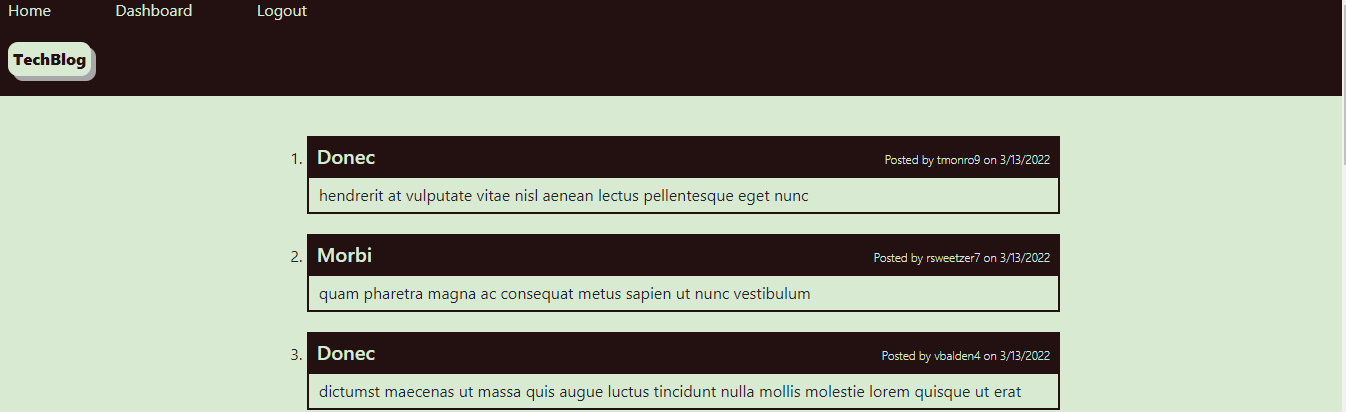 Home Dashboard Logout
TechBlog
1. Donec Posted by tmonro9 on 3/13/2022
hendrerit at vulputate vitae nisl aenean lectus pellentesque eget nunc
2. Morbi Posted by rsweetzer7 on 3/13/2022
quam pharetra magna ac consequat metus sapien ut nunc vestibulum
3. Donec Posted by vbalden4 on 3/13/2022
dictumst maecenas ut massa quis augue luctus tincidunt nulla mollis molestie lorem quisque ut erat